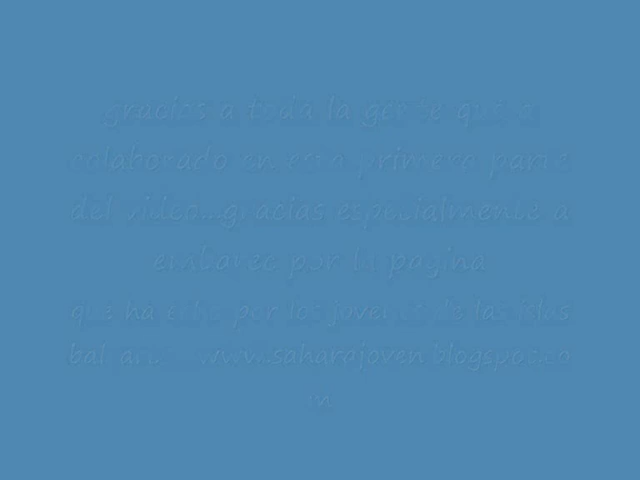 gracias a toda la gente que a
colaborado en esta primera parte
del video...gracias especialmente a
por la pagina
que ha echo por los jovenes de las islas
www.saharajoven.blogspot.co
m